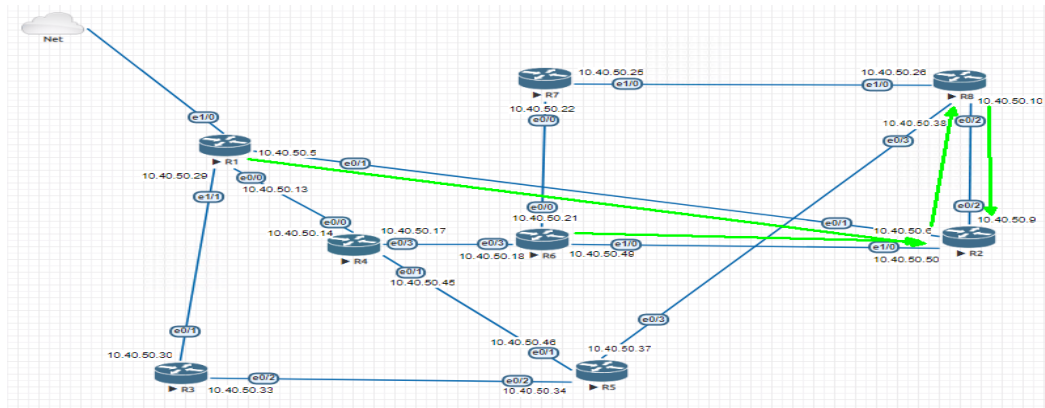 Net
10.40.50.25
10.40.50.26
R7
e1/0
e1/0
R8
10.40.50.10
10.40.50.22
e0/0
e1/0
10.40.50.38
e0/2
e0/3
R1
10.40.50.5
e0/1
10.40.50.29
e0/0
e1/1
10.40.50.13
e0/0
e0/2
10.40.50.21
10.40.50.9
e0/0
e0/1
10.40.50.14
10.40.50.17
10.40.50.6
R4
e0/3
e0/3
R6
e1/0
e1/0
R2
10.40.50.18
10.40.50.49
10.40.50.50
e0/1
10.40.50.45
e0/3
e0/1
10.40.50.46
e0/1
10.40.50.37
10.40.50.30
R3
10.40.50.33
e0/2
e0/2
10.40.50.34
R5